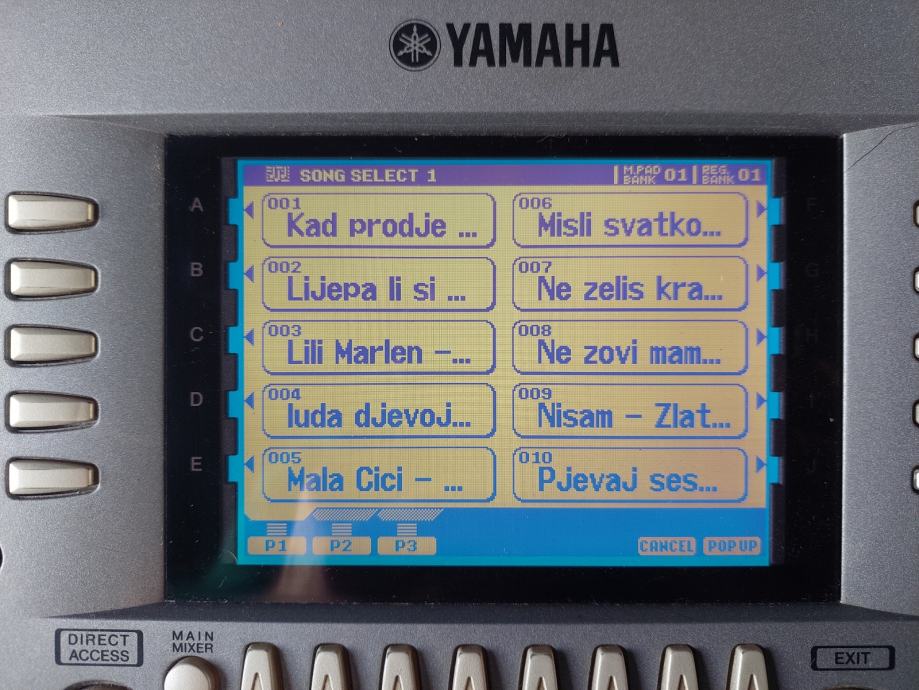 YAMAHA
SONG SELECT 1
M.PAD BANK 01
REG. BANK 01
A
001
Kad prodje ...
006
Misli svatko...
F
B
002
Lijepa li si ...
007
Ne zelis kra...
G
C
003
Lili Marlen –...
008
Ne zovi mam...
H
D
004
luda djevoj...
009
Nisam – Zlat...
I
E
005
Mala Cici – ...
010
Pjevaj ses...
J
P1 P2 P3
CANCEL POP UP
DIRECT ACCESS
MAIN MIXER
EXIT